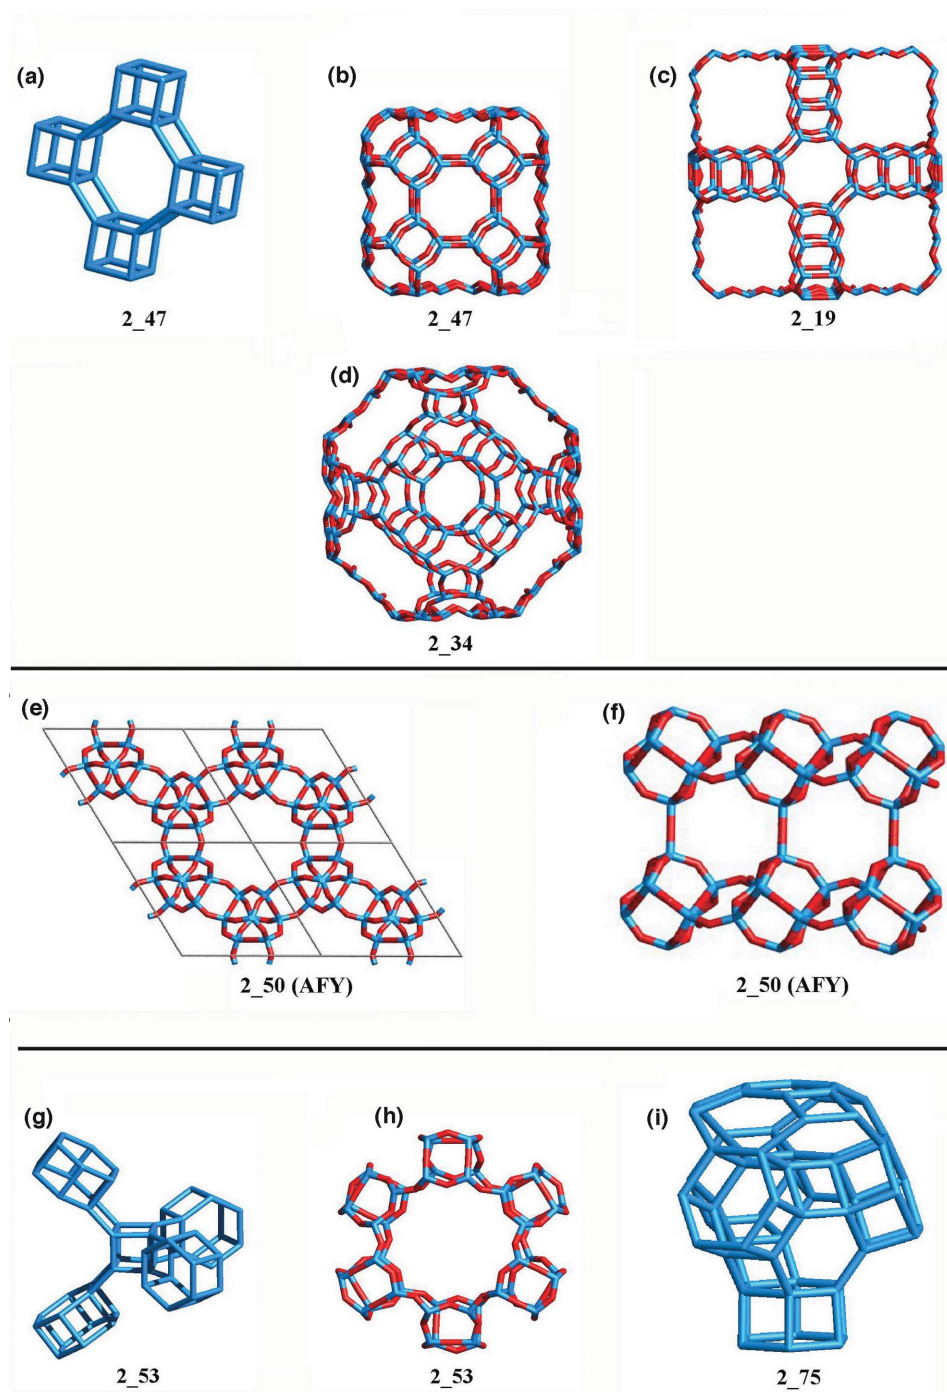 (a)
(b)
(c)
2_47
2_47
2_19
(d)
2_34
(e)
(f)
2_50 (AFY)
2_50 (AFY)
(g)
(h)
(i)
2_53
2_53
2_75